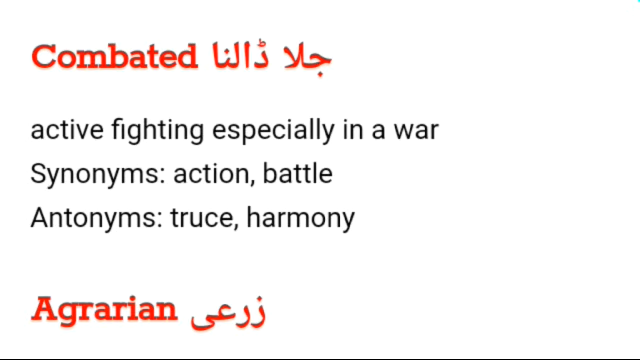 Combated جلا ڈالنا
active fighting especially in a war
Synonyms: action, battle
Antonyms: truce, harmony
Agrarian زرعی